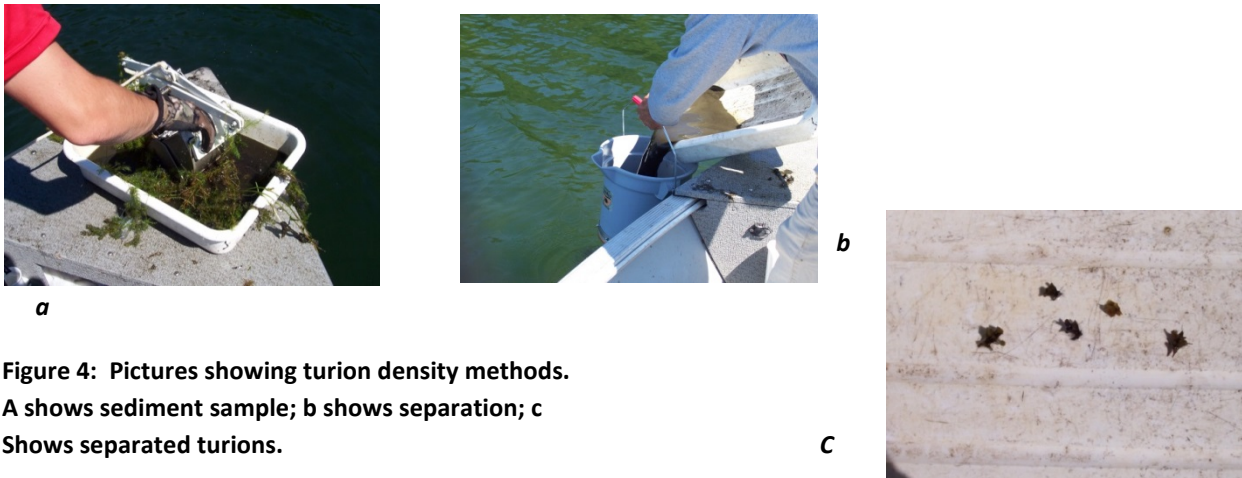 a
b
Figure 4:  Pictures showing turion density methods.
A shows sediment sample; b shows separation; c
Shows separated turions.
C